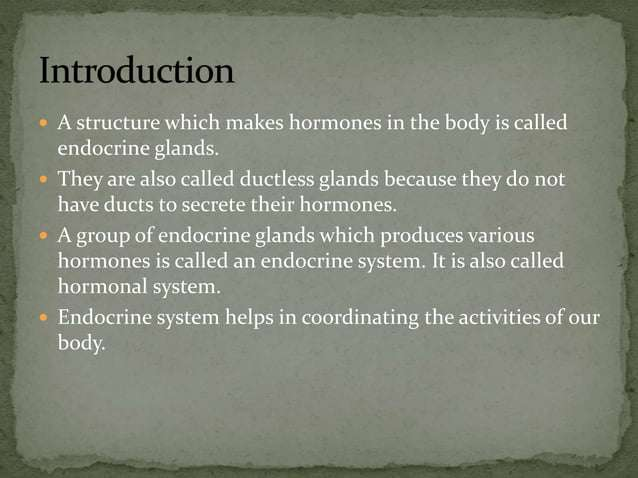 Introduction
• A structure which makes hormones in the body is called
endocrine glands.
• They are also called ductless glands because they do not
have ducts to secrete their hormones.
• A group of endocrine glands which produces various
hormones is called an endocrine system. It is also called
hormonal system.
• Endocrine system helps in coordinating the activities of our
body.